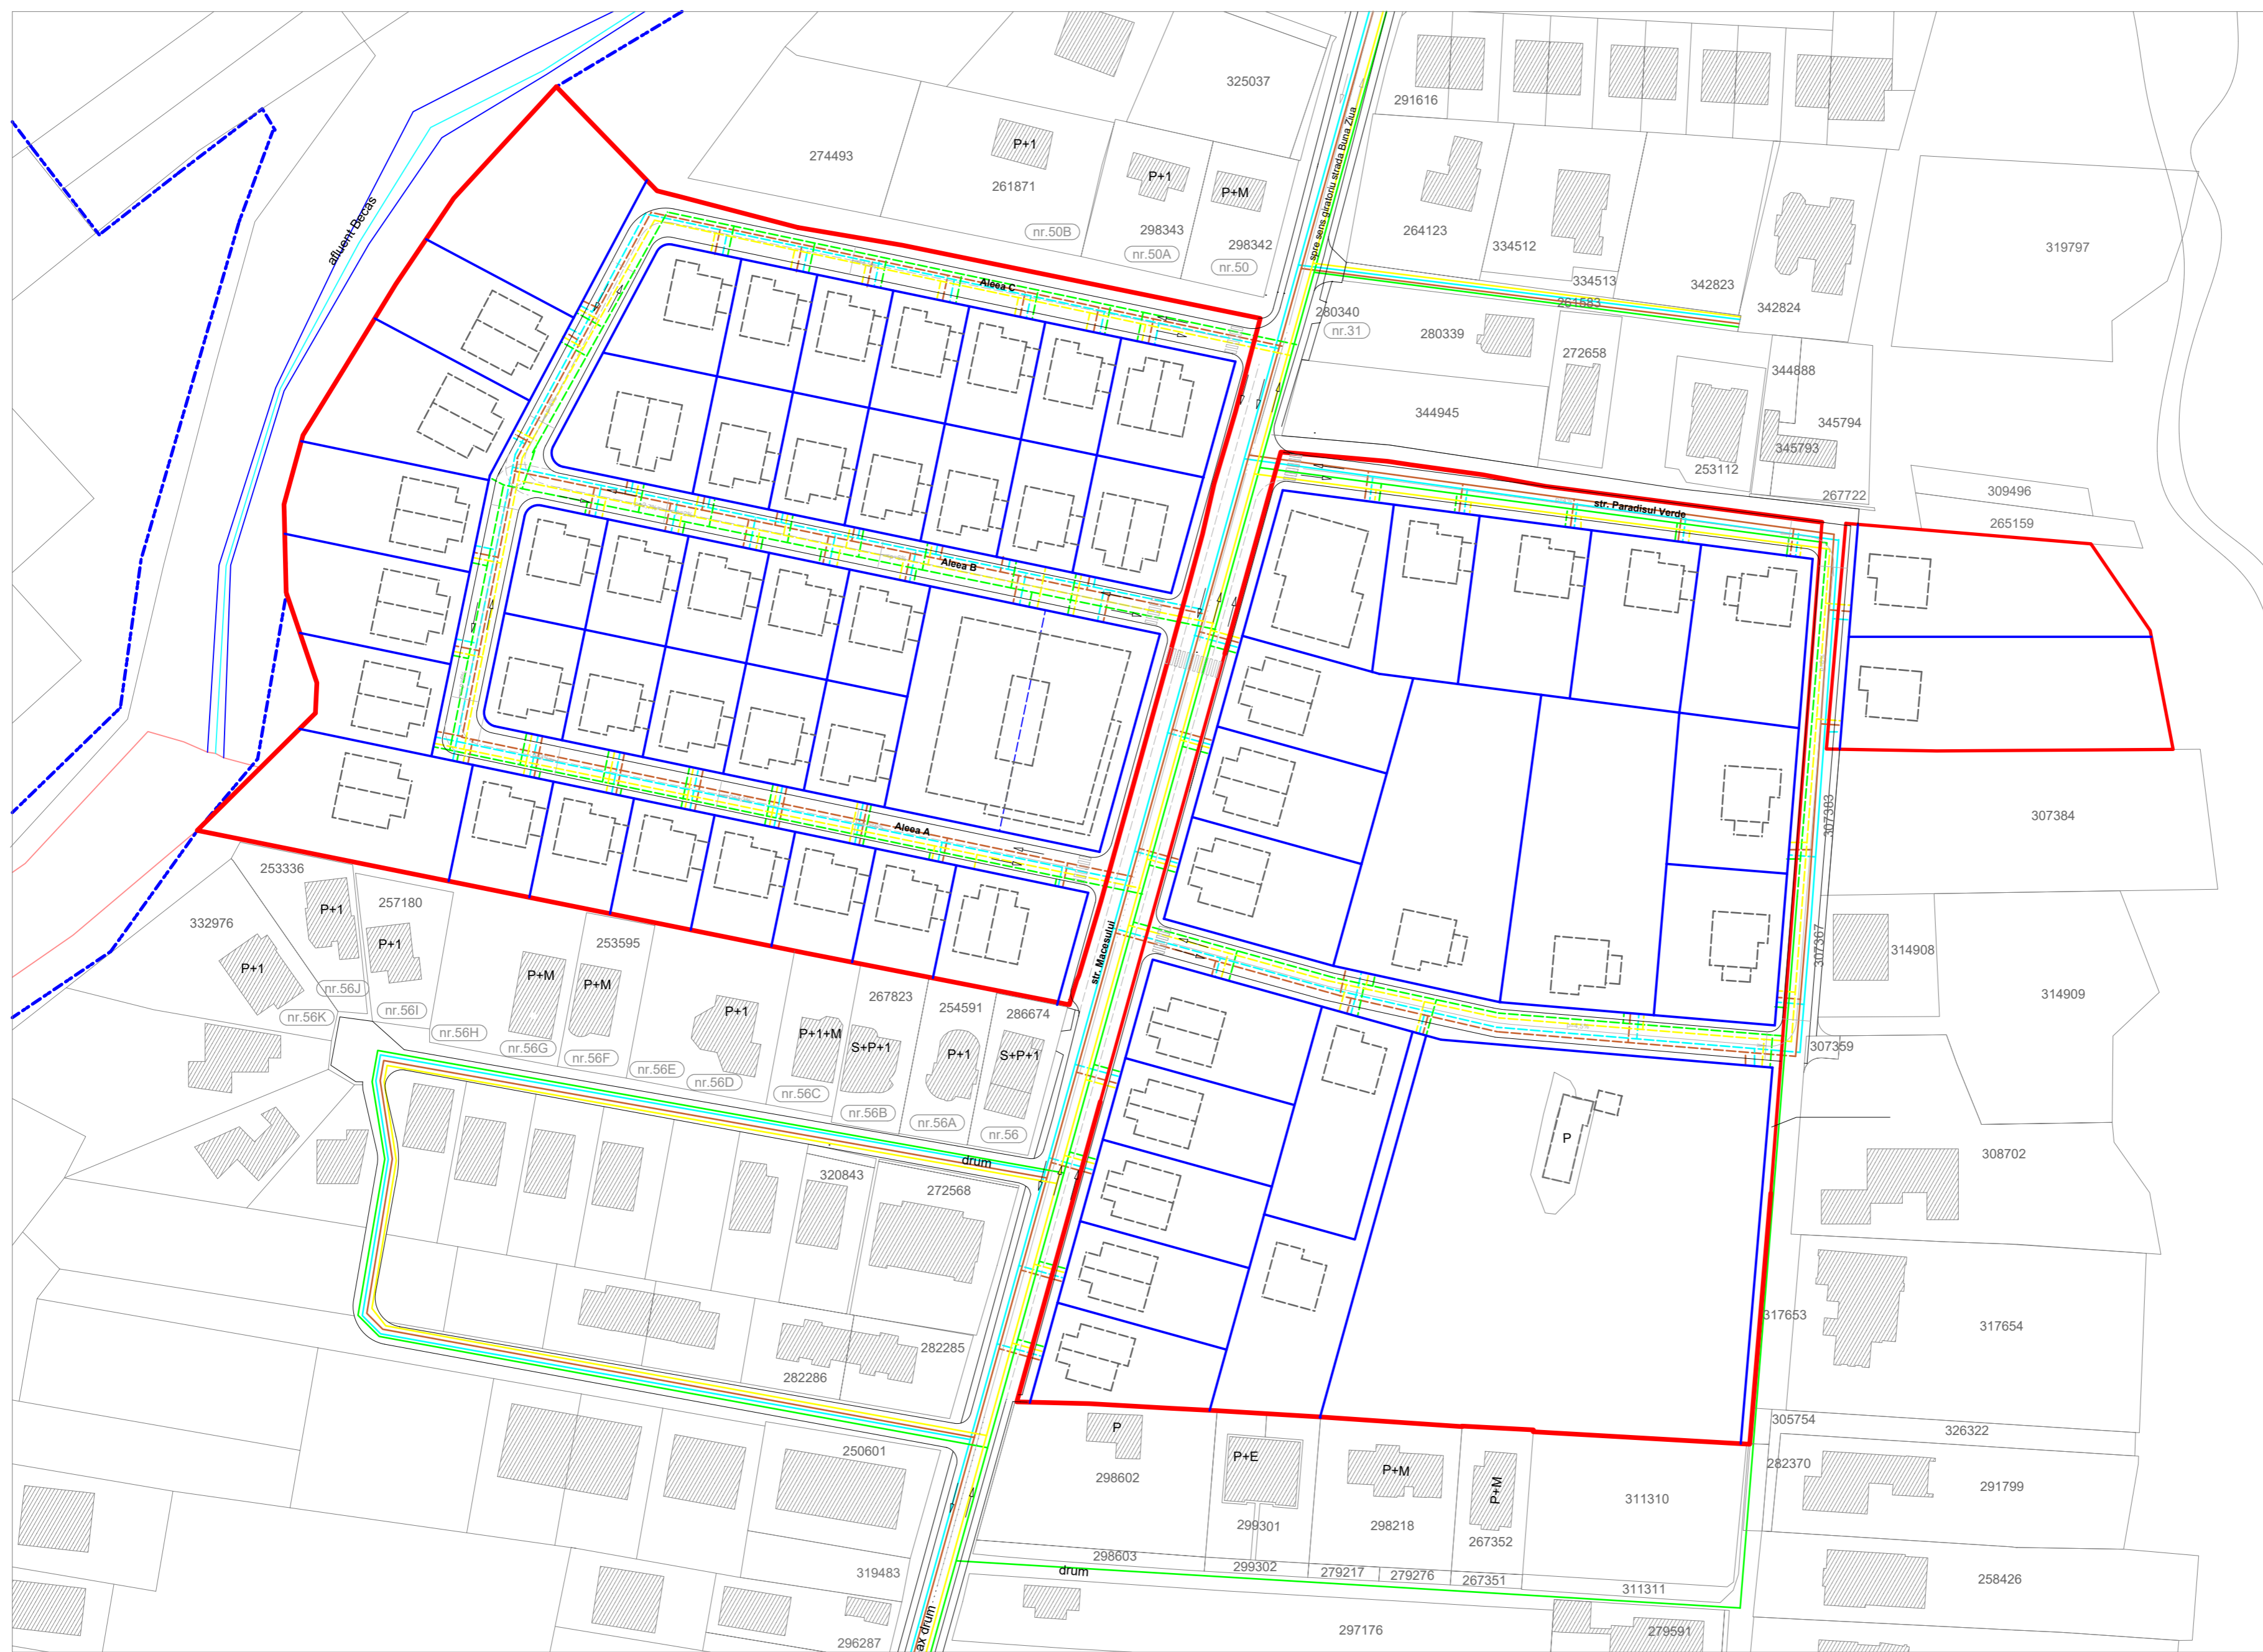 325037
291616
274493
P+1
261871
nr.50B
P+1
298343
nr.50A
P+M
298342
nr.50
spre sens giratoriu strada Buna Ziua
afluent Becas
264123
334512
334513
342823
342824
319797
Aleea C
261583
280340
nr.31
280339
272658
344888
344945
345794
345793
253112
267722
309496
265159
str. Paradisul Verde
Aleea B
Aleea A
307383
307384
253336
P+1
257180
P+1
332976
P+1
nr.56J
nr.56I
nr.56K
nr.56H
P+M
nr.56G
253595
P+M
nr.56F
nr.56E
P+1
nr.56D
P+1+M
nr.56C
267823
S+P+1
nr.56B
254591
P+1
nr.56A
286674
S+P+1
nr.56
str. Macesului
307367
314908
314909
307359
P
308702
drum
320843
272568
317653
317654
282285
282286
250601
P
298602
P+E
299301
P+M
298218
P+M
267352
311310
305754
326322
282370
291799
298603
299302
279217
279276
267351
311311
drum
319483
258426
296287
ax drum
297176
279591